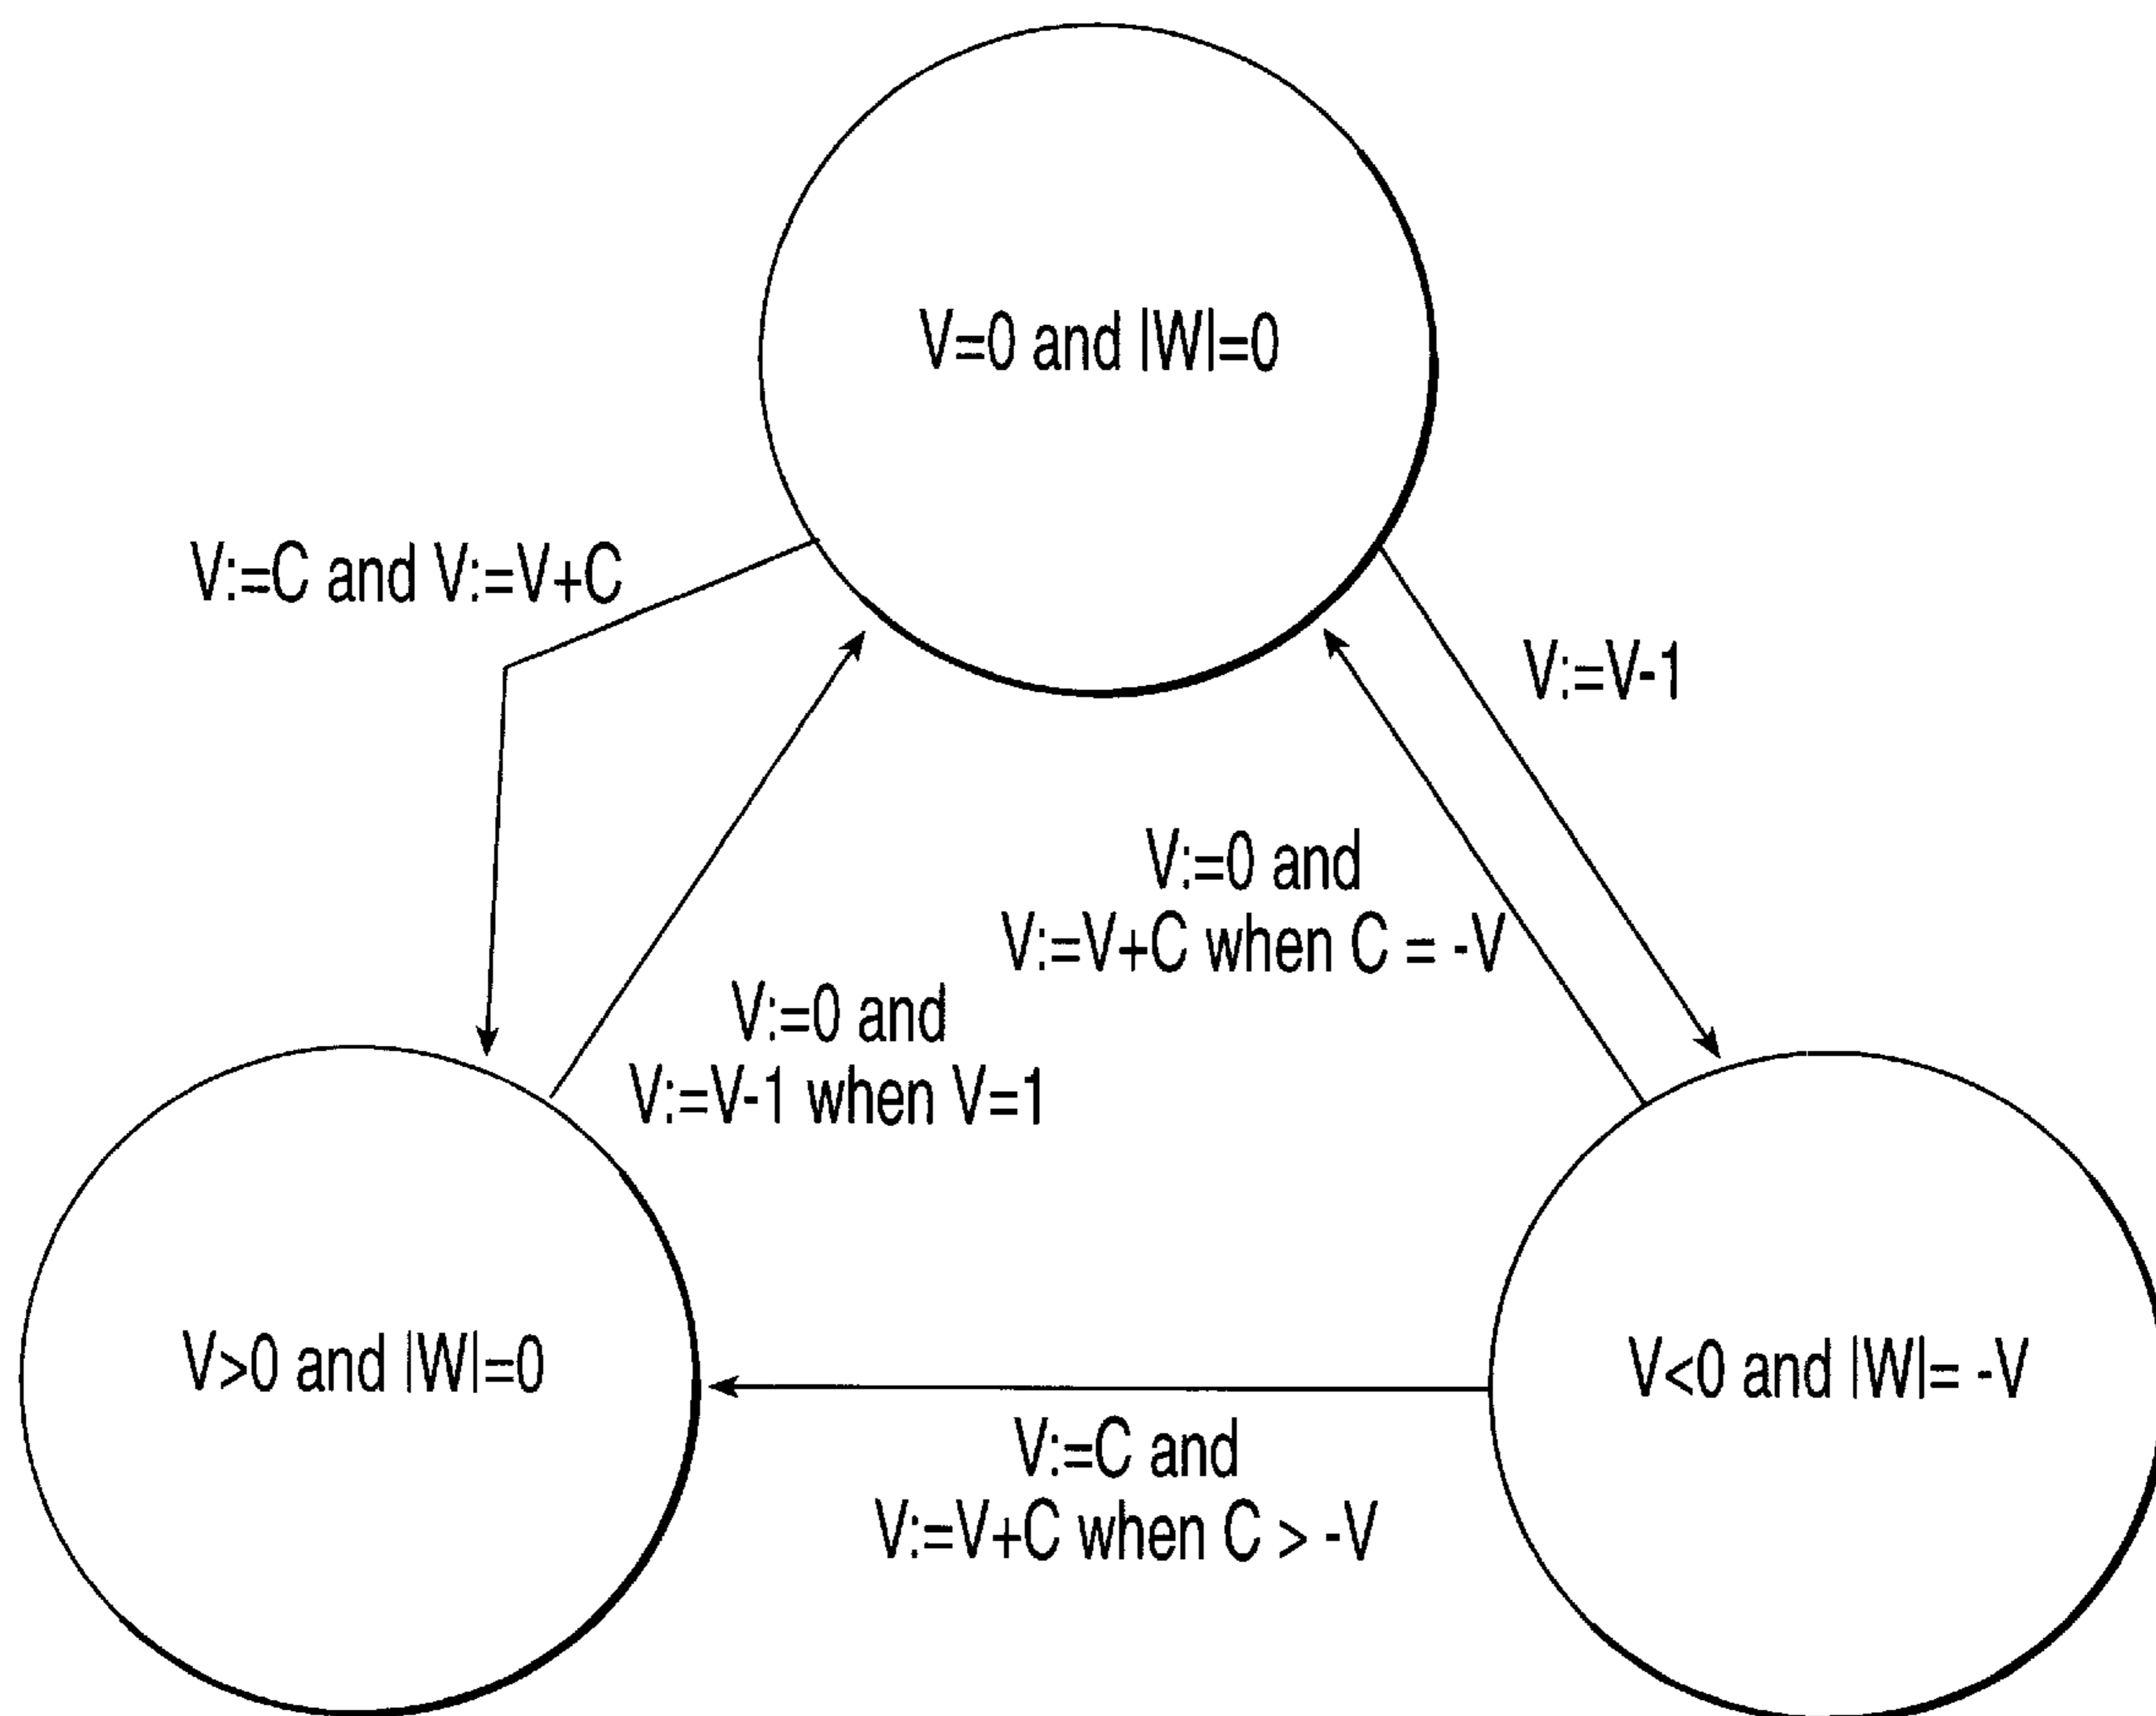 V=0 and |W|=0
V:=C and V:=V+C
V:=V-1
V:=0 and
V:=V+C when C = -V
V:=0 and
V:=V-1 when V=1
V>0 and |W|=0
V<0 and |W|= -V
V:=C and
V:=V+C when C > -V